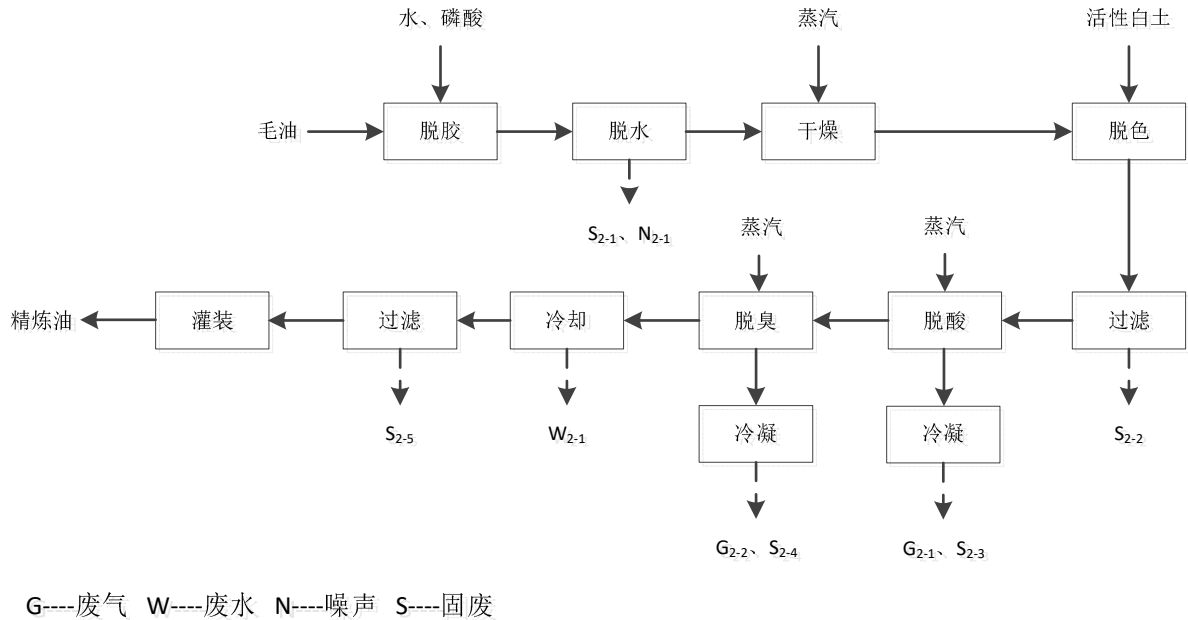 水、磷酸
蒸汽
活性白土
毛油
脱胶
脱水
干燥
脱色
S2-1、N2-1
蒸汽
蒸汽
精炼油
灌装
过滤
冷却
脱臭
脱酸
过滤
S2-5
W2-1
冷凝
冷凝
S2-2
G2-2、S2-4
G2-1、S2-3
G----废气 W----废水 N----噪声 S----固废